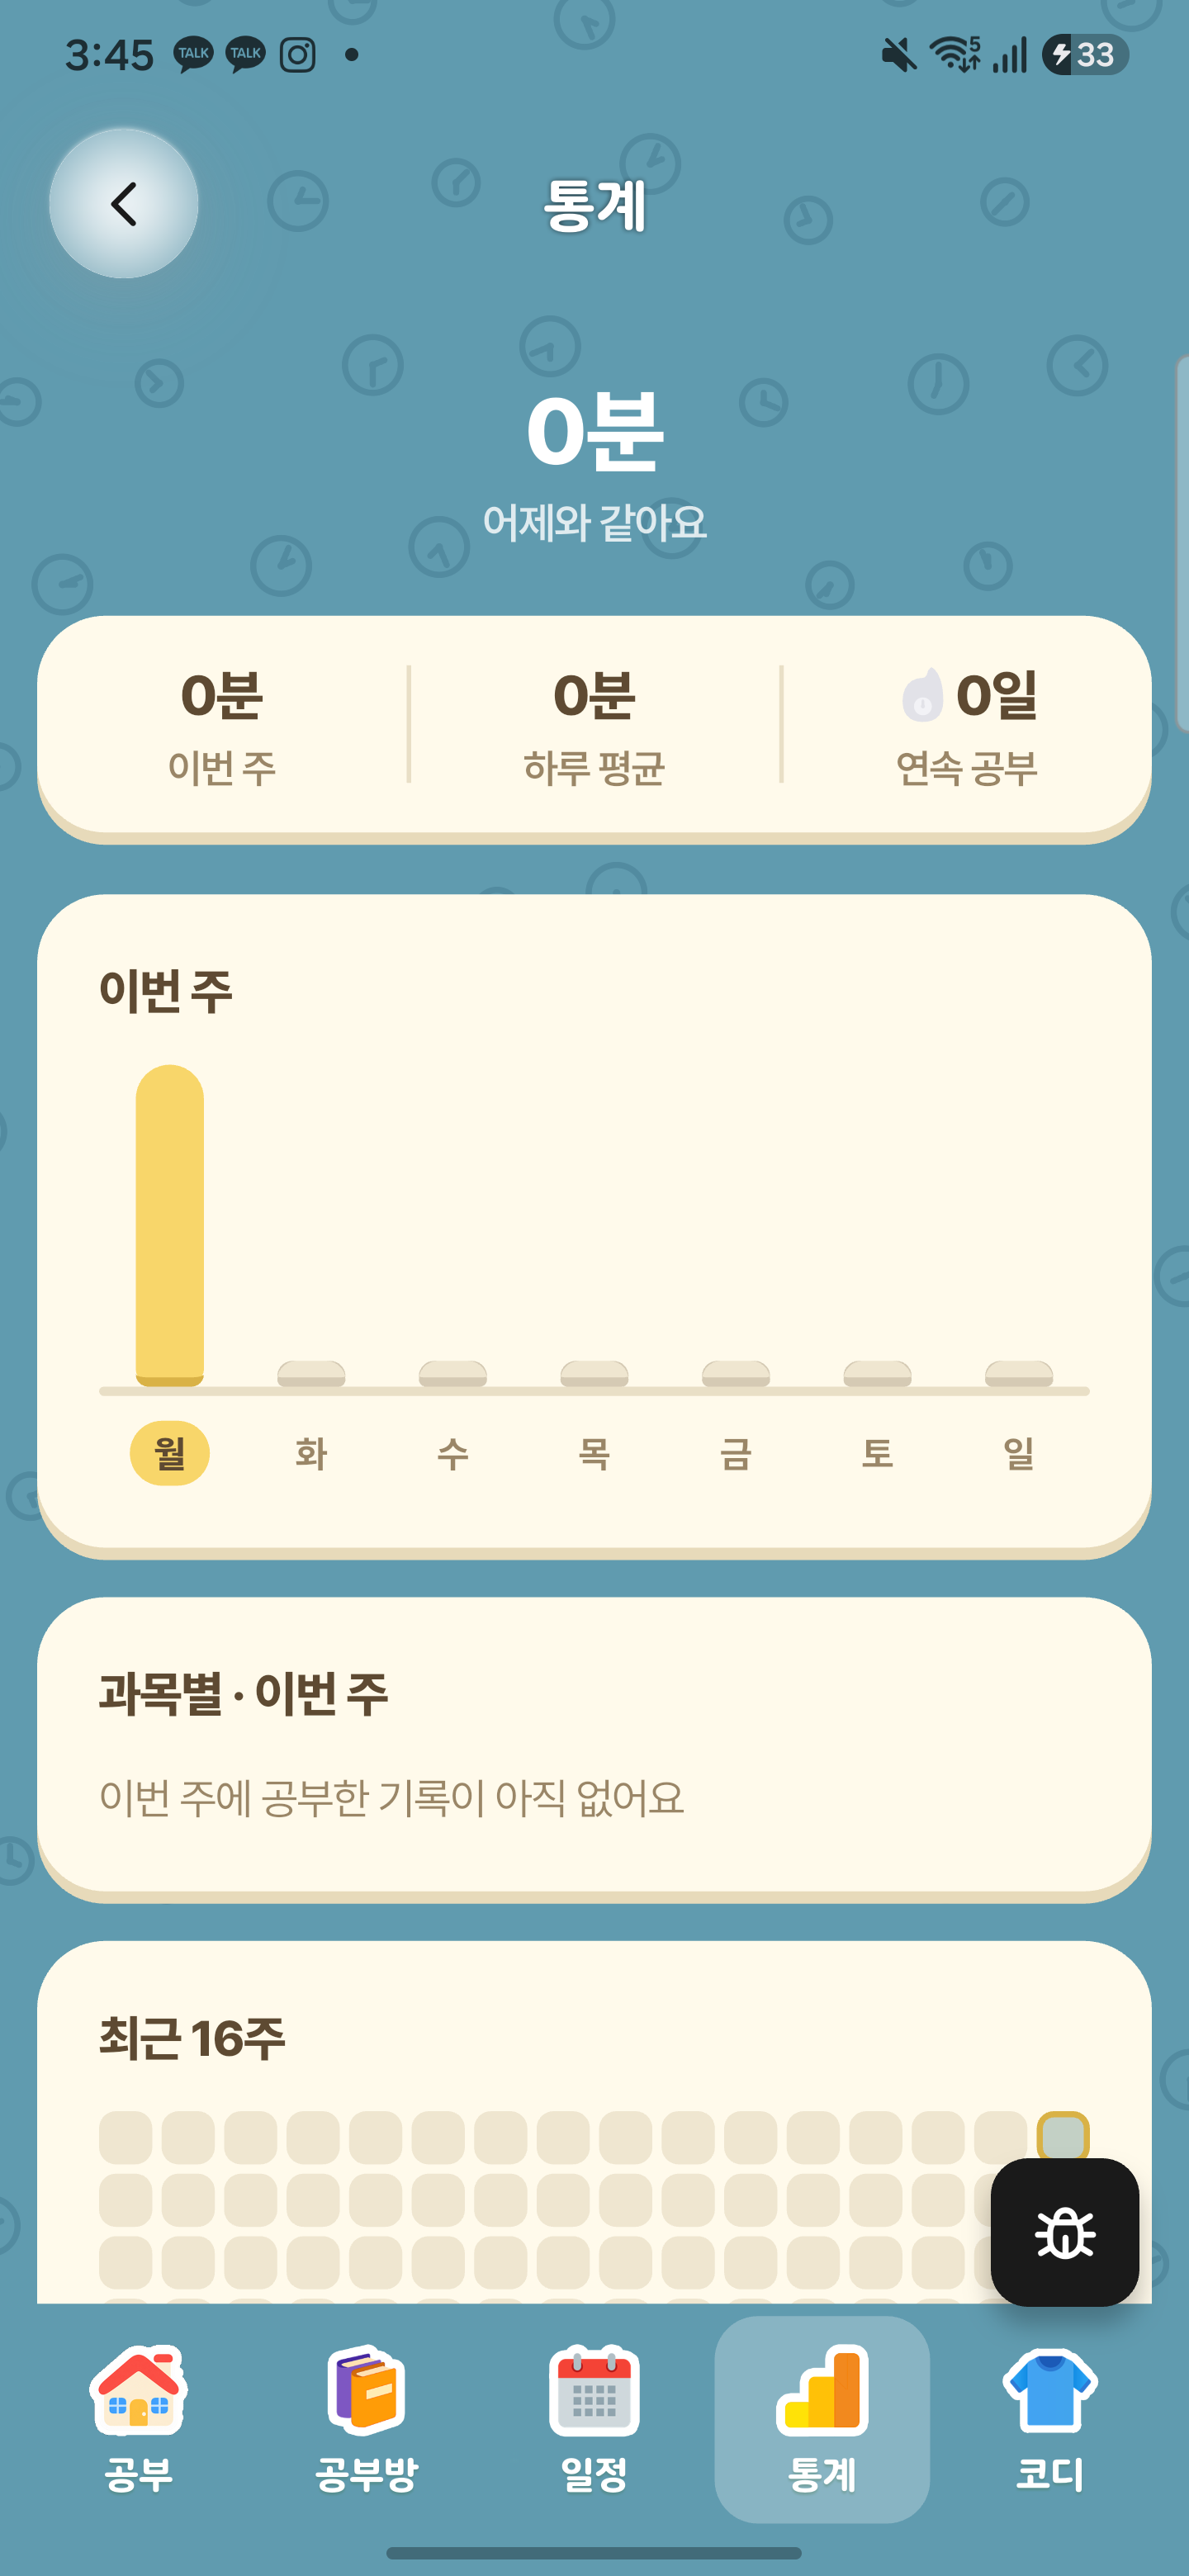 3:45 TALK TALK 5 33
통계
0분
어제와 같아요
0분 0분 0일
이번 주 하루 평균 연속 공부
이번 주
월 화 수 목 금 토 일
과목별 · 이번 주
이번 주에 공부한 기록이 아직 없어요
최근 16주
공부 공부방 일정 통계 코디